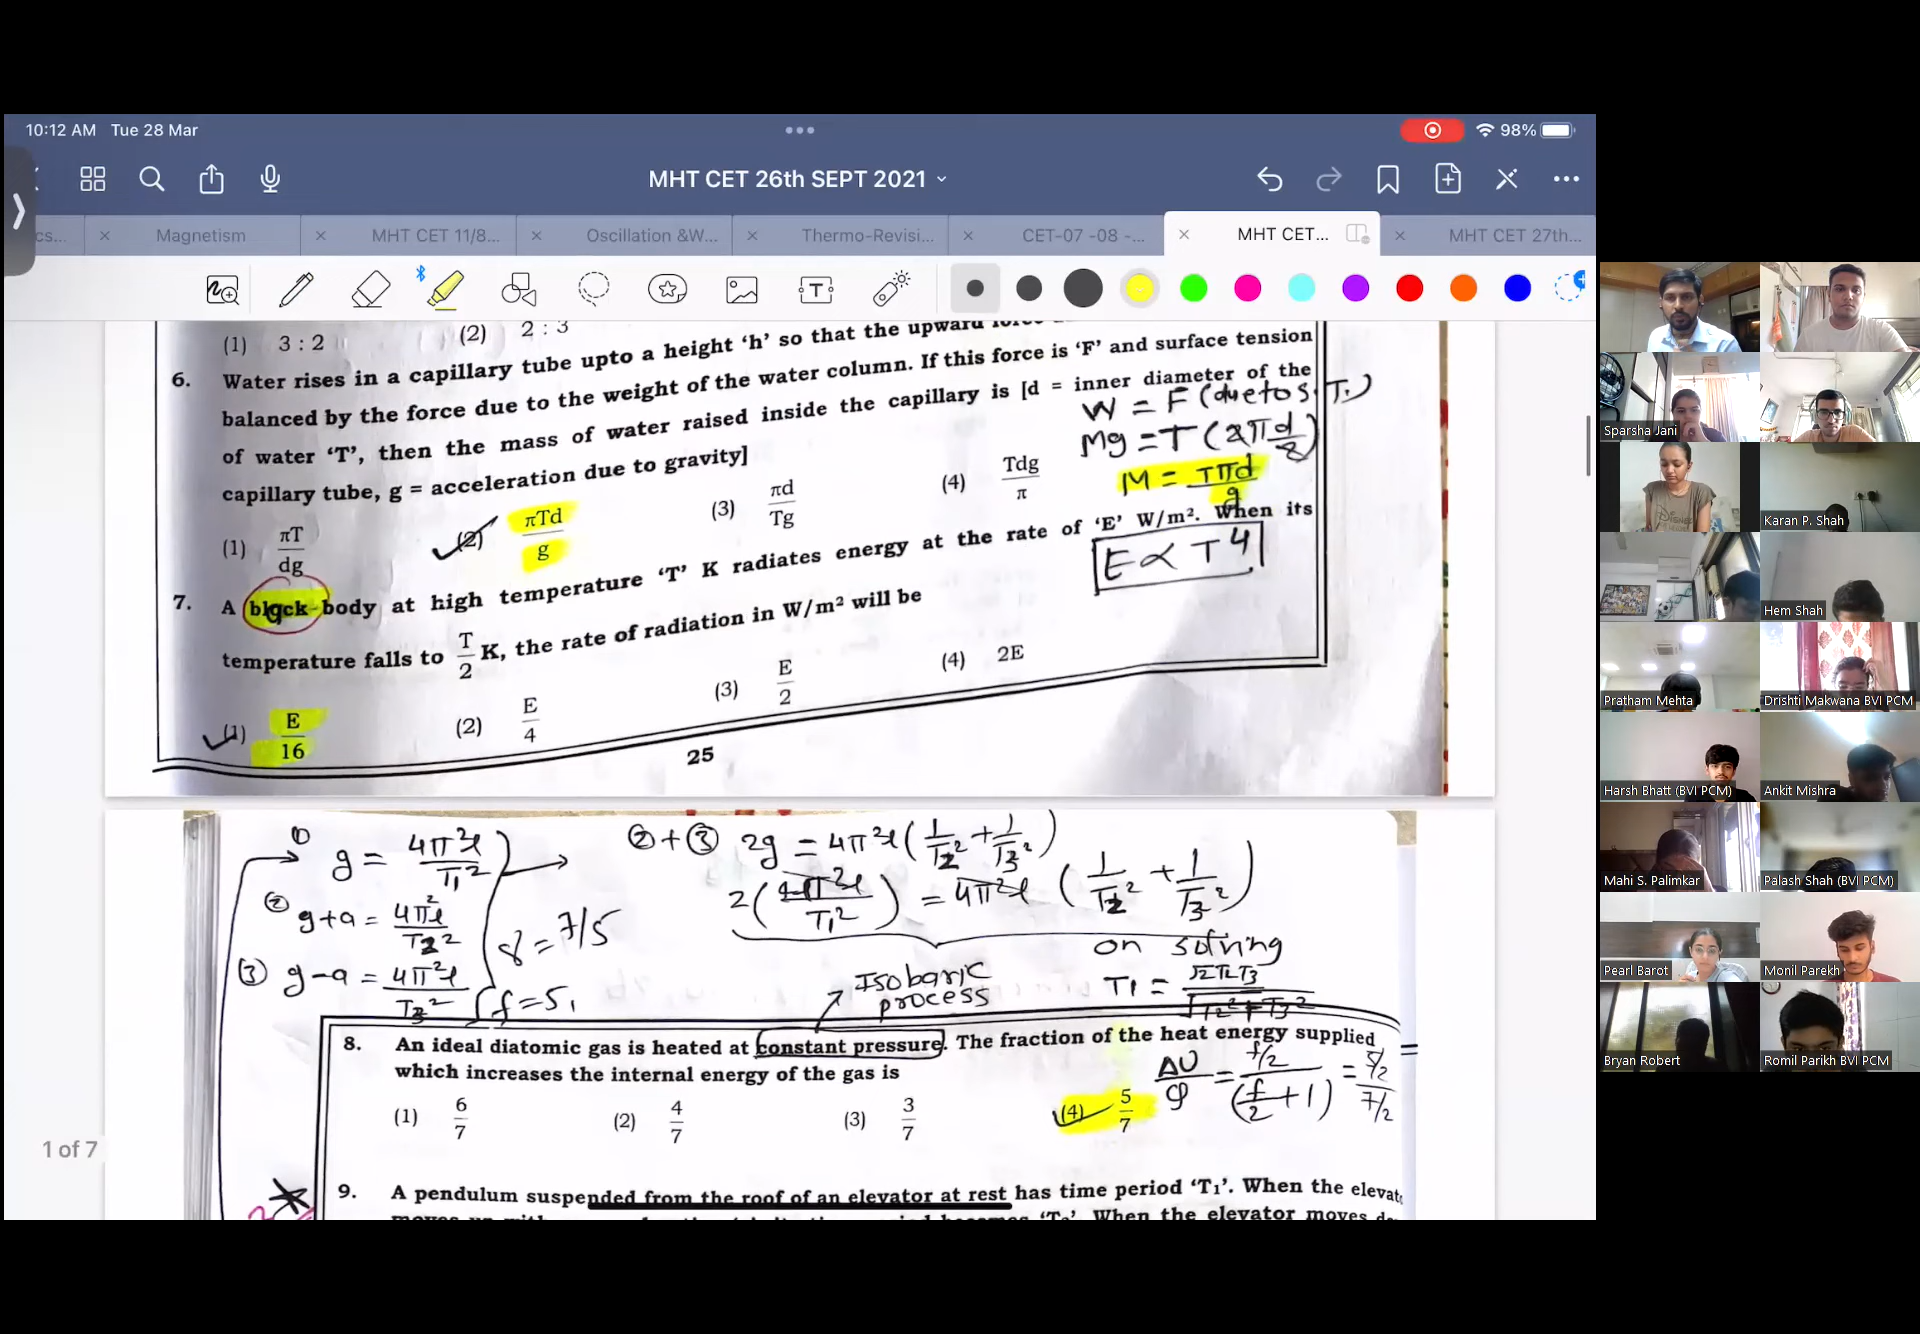 10:12 AM Tue 28 Mar
98%
MHT CET 26th SEPT 2021
cs...
Magnetism
MHT CET 11/8...
Oscillation &W...
Thermo-Revisi...
CET-07 -08 -...
MHT CET...
MHT CET 27th...
(1) 3 : 2 (2) 2 : 3
6. Water rises in a capillary tube upto a height ‘h’ so that the upward
balanced by the force due to the weight of the water column. If this force is ‘F’ and surface tension
of water ‘T’, then the mass of water raised inside the capillary is [d = inner diameter of the
capillary tube, g = acceleration due to gravity]
W = F (due to S.T.)
Mg = T (2πd/2)
M = Tπd/g
(1) πT/dg (2) πTd/g (3) πd/Tg (4) Tdg/π
7. A black body at high temperature ‘T’ K radiates energy at the rate of ‘E’ W/m². When its
temperature falls to T/2 K, the rate of radiation in W/m² will be
E ∝ T⁴
(1) E/16 (2) E/4 (3) E/2 (4) 2E
25
① g = 4π²l/T₁²
② g+a = 4π²l/T₂²
③ g-a = 4π²l/T₃²
②+③ 2g = 4π²l (1/T₂² + 1/T₃²)
2(4π²l/T₁²) = 4π²l (1/T₂² + 1/T₃²)
on solving
T₁ = √2T₂T₃/√T₂²+T₃²
γ = 7/5
f = 5,
Isobaric
process
8. An ideal diatomic gas is heated at constant pressure. The fraction of the heat energy supplied
which increases the internal energy of the gas is
ΔU/Q = f/2/(f/2+1) = 5/2/7/2
(1) 6/7 (2) 4/7 (3) 3/7 (4) 5/7
1 of 7
9. A pendulum suspended from the roof of an elevator at rest has time period ‘T₁’. When the elevat
When the elevator moves
Sparsha Jani
Karan P. Shah
Hem Shah
Pratham Mehta
Drishti Makwana BVI PCM
Harsh Bhatt (BVI PCM)
Ankit Mishra
Mahi S. Palimkar
Palash Shah (BVI PCM)
Pearl Barot
Monil Parekh
Bryan Robert
Romil Parikh BVI PCM